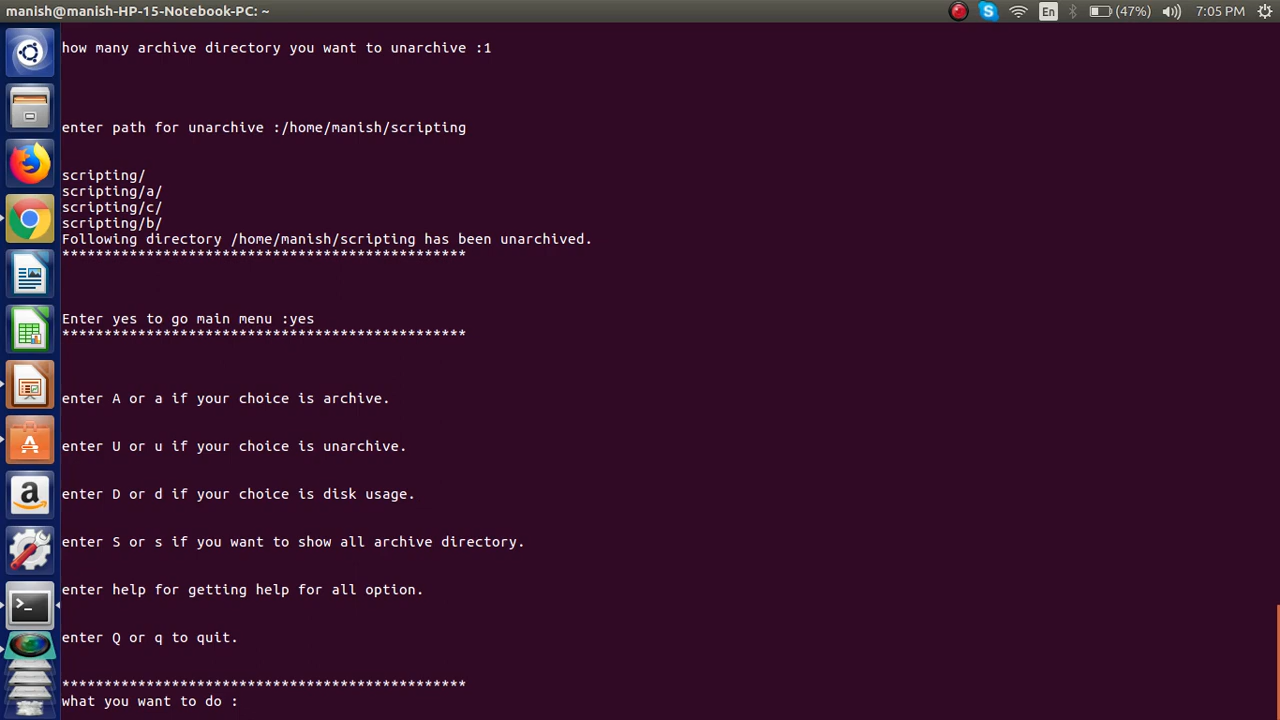 manish@manish-HP-15-Notebook-PC: ~
En
(47%)
7:05 PM
how many archive directory you want to unarchive :1
enter path for unarchive :/home/manish/scripting
scripting/
scripting/a/
scripting/c/
scripting/b/
Following directory /home/manish/scripting has been unarchived.
************************************************
Enter yes to go main menu :yes
************************************************
enter A or a if your choice is archive.
enter U or u if your choice is unarchive.
enter D or d if your choice is disk usage.
enter S or s if you want to show all archive directory.
enter help for getting help for all option.
enter Q or q to quit.
************************************************
what you want to do :